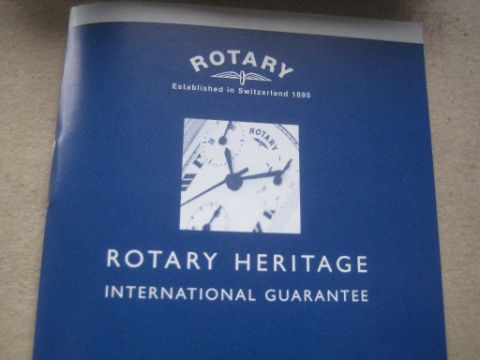 ROTARY
Established in Switzerland 1895
ROTARY
ROTARY HERITAGE
INTERNATIONAL GUARANTEE